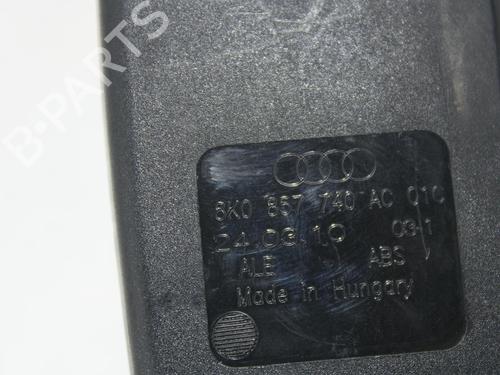 B-PARTS
8K0 857 740 AC 01C
24.03.10 03-1
ALE ABS
Made in Hungary